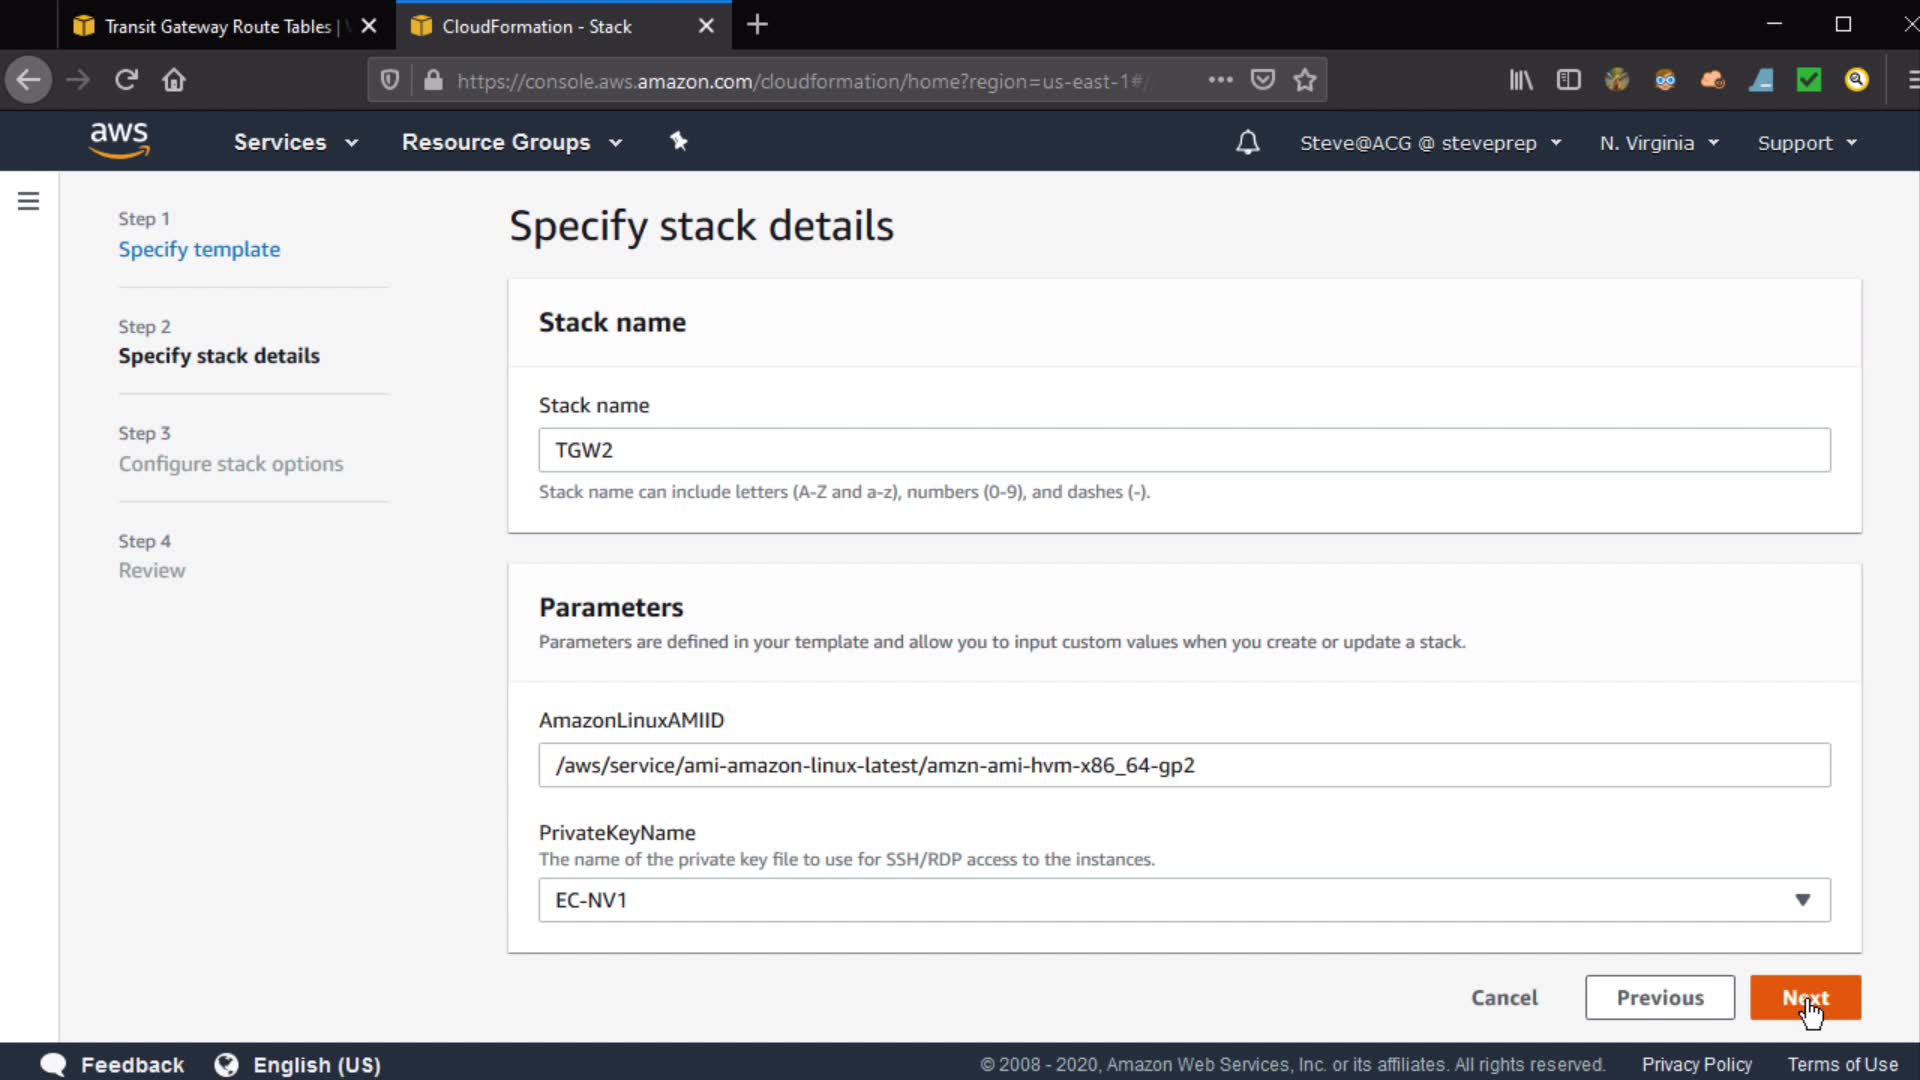 Transit Gateway Route Tables |
CloudFormation - Stack
https://console.aws.amazon.com/cloudformation/home?region=us-east-1#/
aws
Services
Resource Groups
Steve@ACG @ steveprep
N. Virginia
Support
Step 1
Specify template
Step 2
Specify stack details
Step 3
Configure stack options
Step 4
Review
Specify stack details
Stack name
Stack name
TGW2
Stack name can include letters (A-Z and a-z), numbers (0-9), and dashes (-).
Parameters
Parameters are defined in your template and allow you to input custom values when you create or update a stack.
AmazonLinuxAMIID
/aws/service/ami-amazon-linux-latest/amzn-ami-hvm-x86_64-gp2
PrivateKeyName
The name of the private key file to use for SSH/RDP access to the instances.
EC-NV1
Cancel
Previous
Next
Feedback
English (US)
© 2008 - 2020, Amazon Web Services, Inc. or its affiliates. All rights reserved.
Privacy Policy
Terms of Use